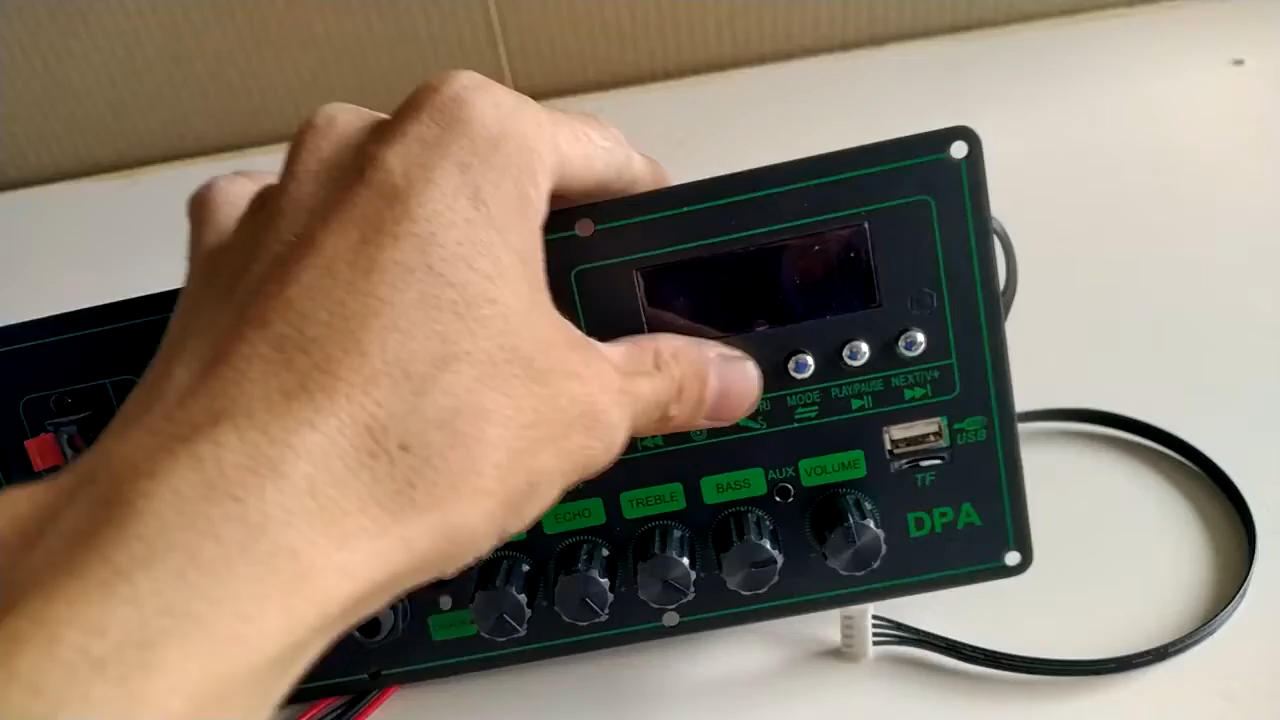 MODE
PLAY/PAUSE
NEXT/V+
USB
TF
ECHO
TREBLE
BASS
AUX
VOLUME
DPA